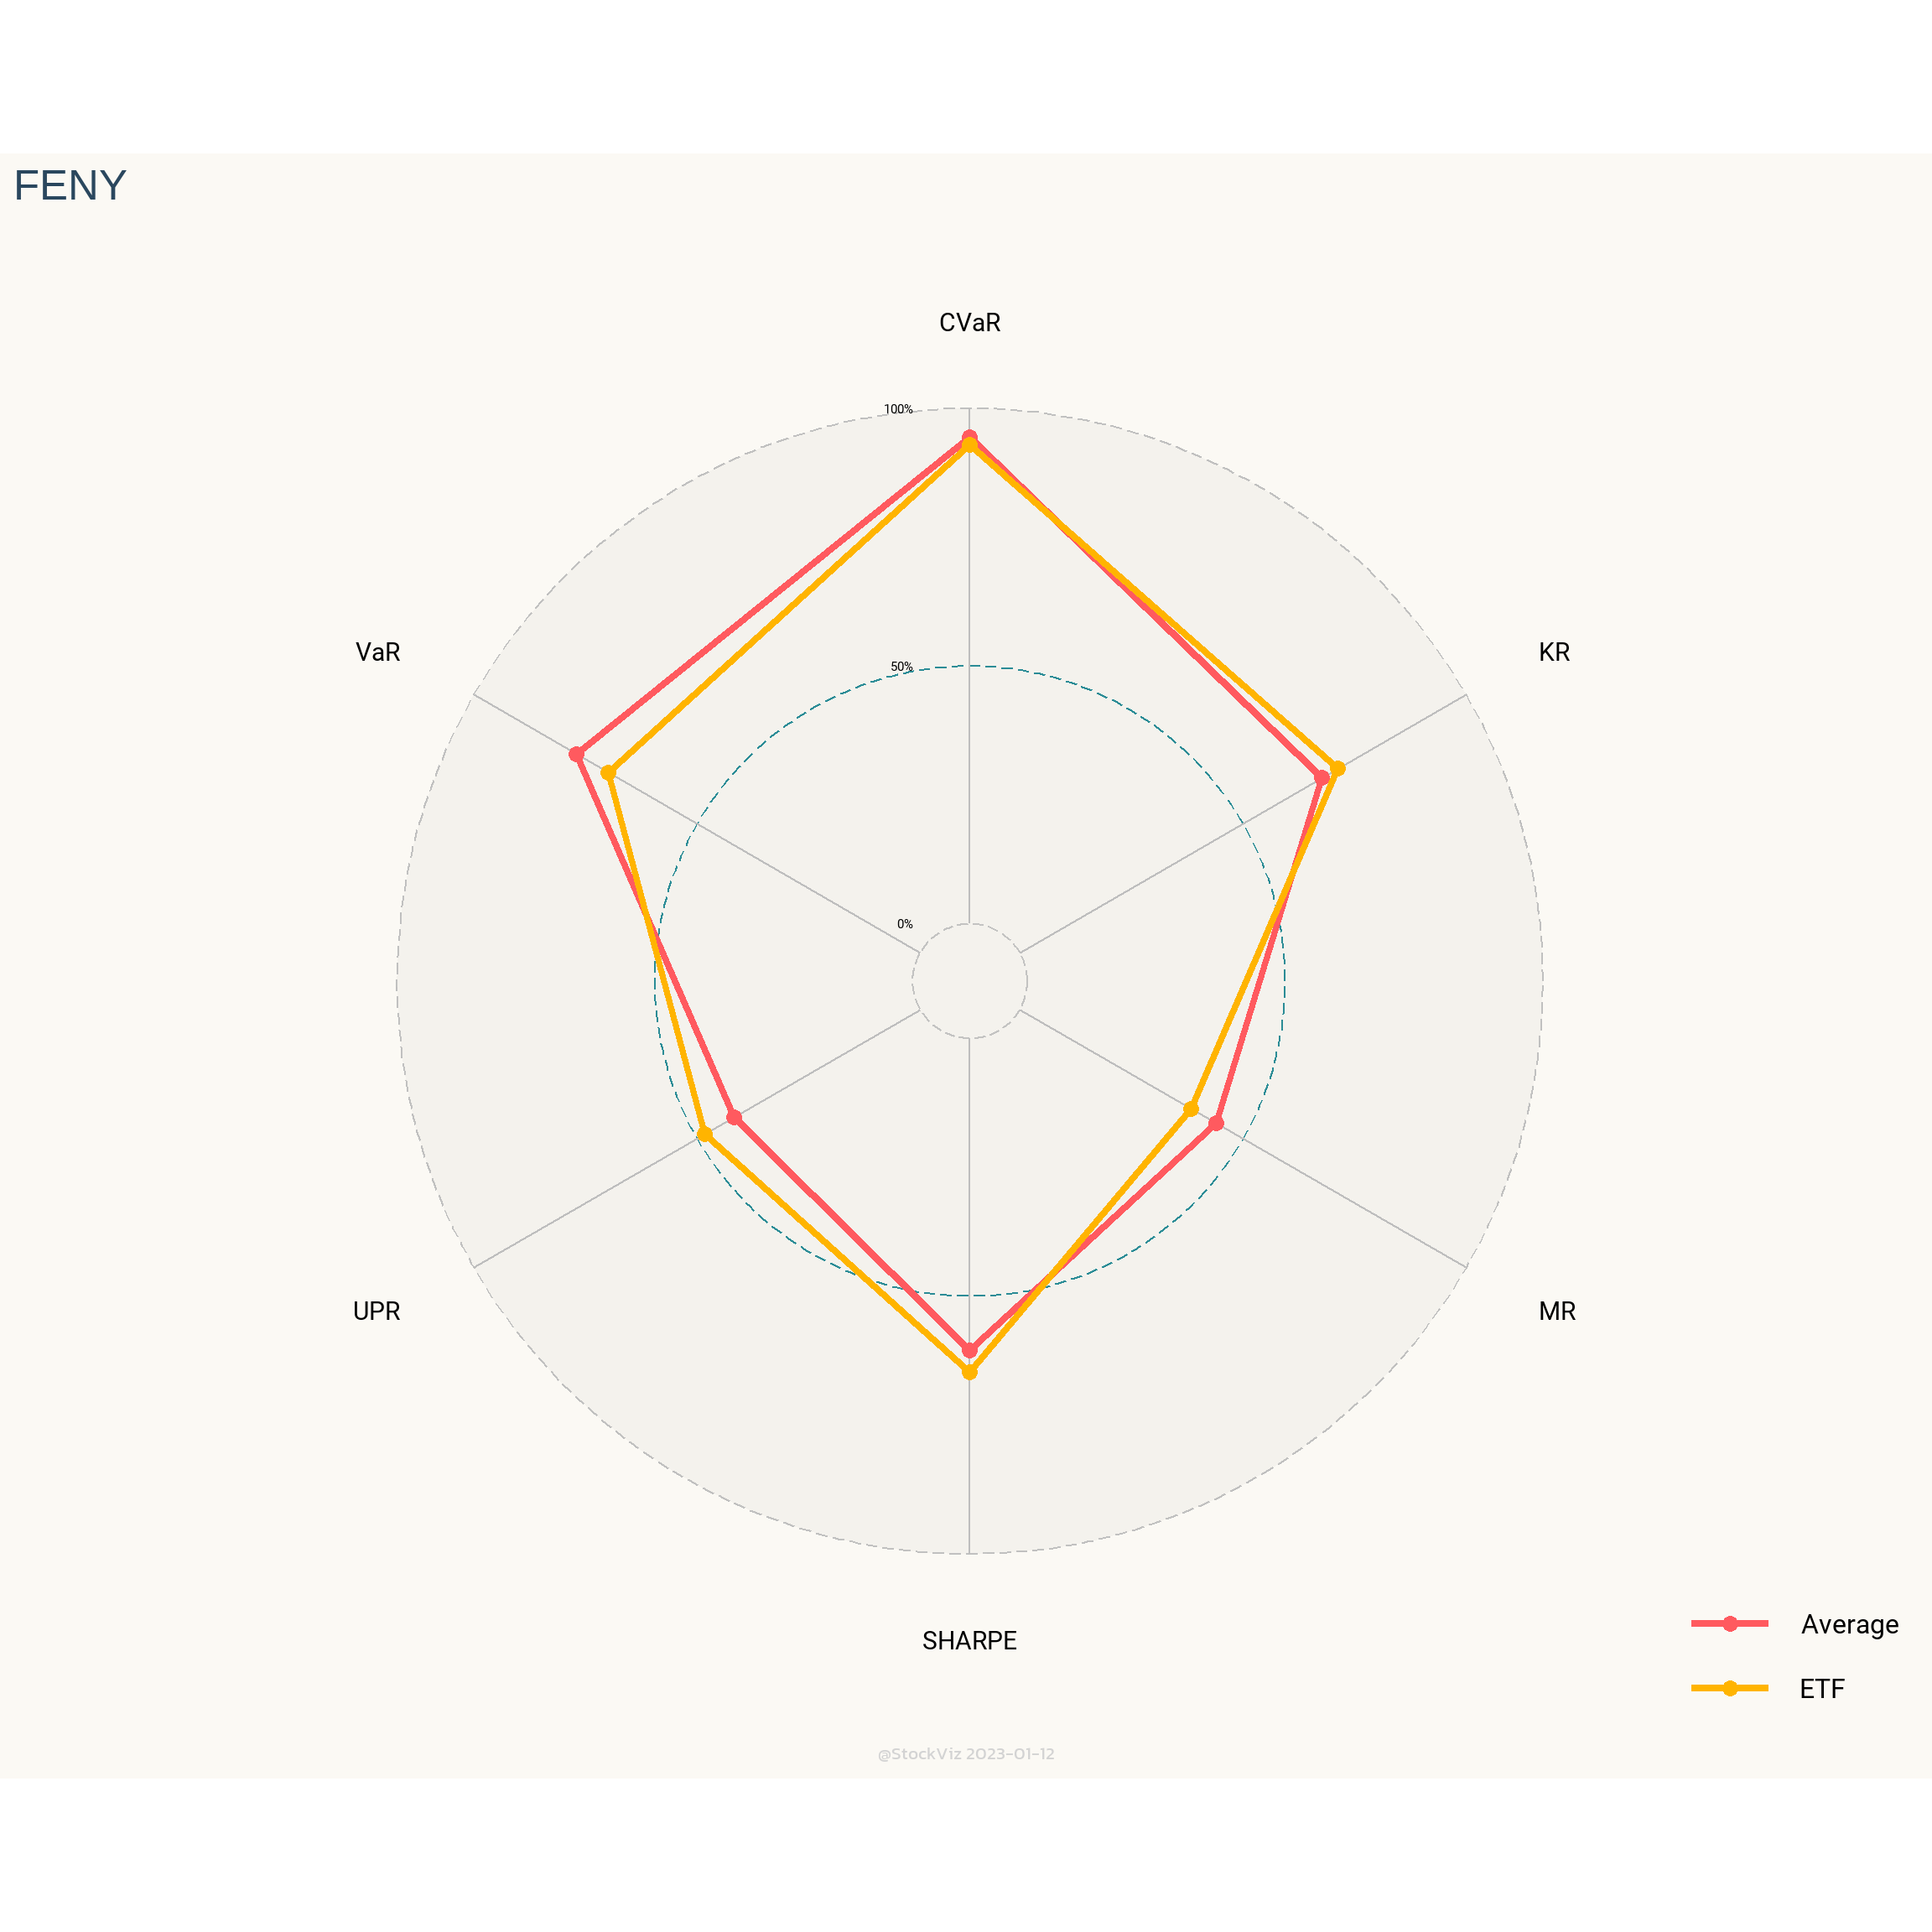 FENY
CVaR
100%
VaR
KR
50%
0%
UPR
MR
SHARPE
Average
ETF
@StockViz 2023-01-12